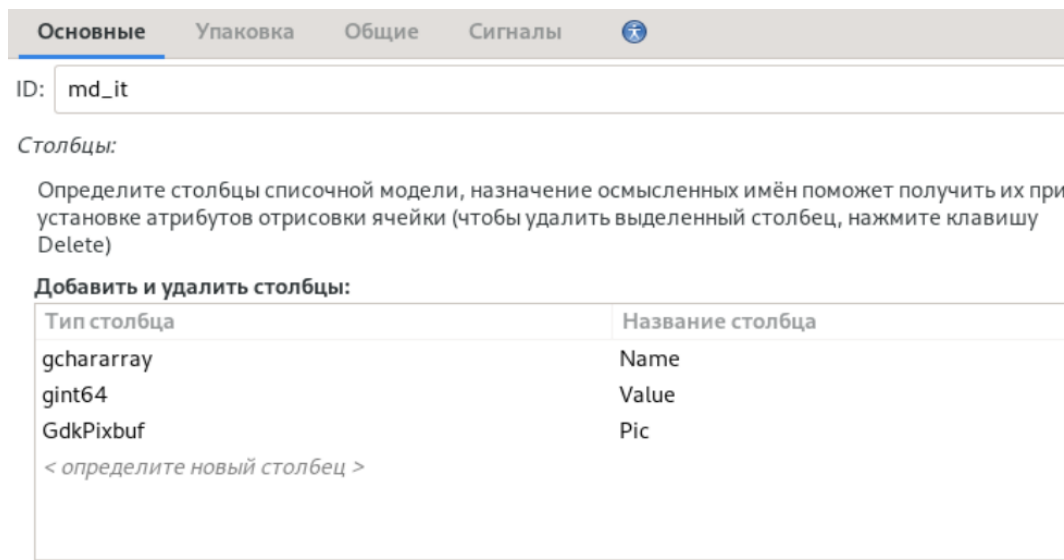 Основные Упаковка Общие Сигналы
ID: md_it
Столбцы:
Определите столбцы списочной модели, назначение осмысленных имён поможет получить их при
установке атрибутов отрисовки ячейки (чтобы удалить выделенный столбец, нажмите клавишу
Delete)
Добавить и удалить столбцы:
Тип столбца Название столбца
gchararray Name
gint64 Value
GdkPixbuf Pic
< определите новый столбец >